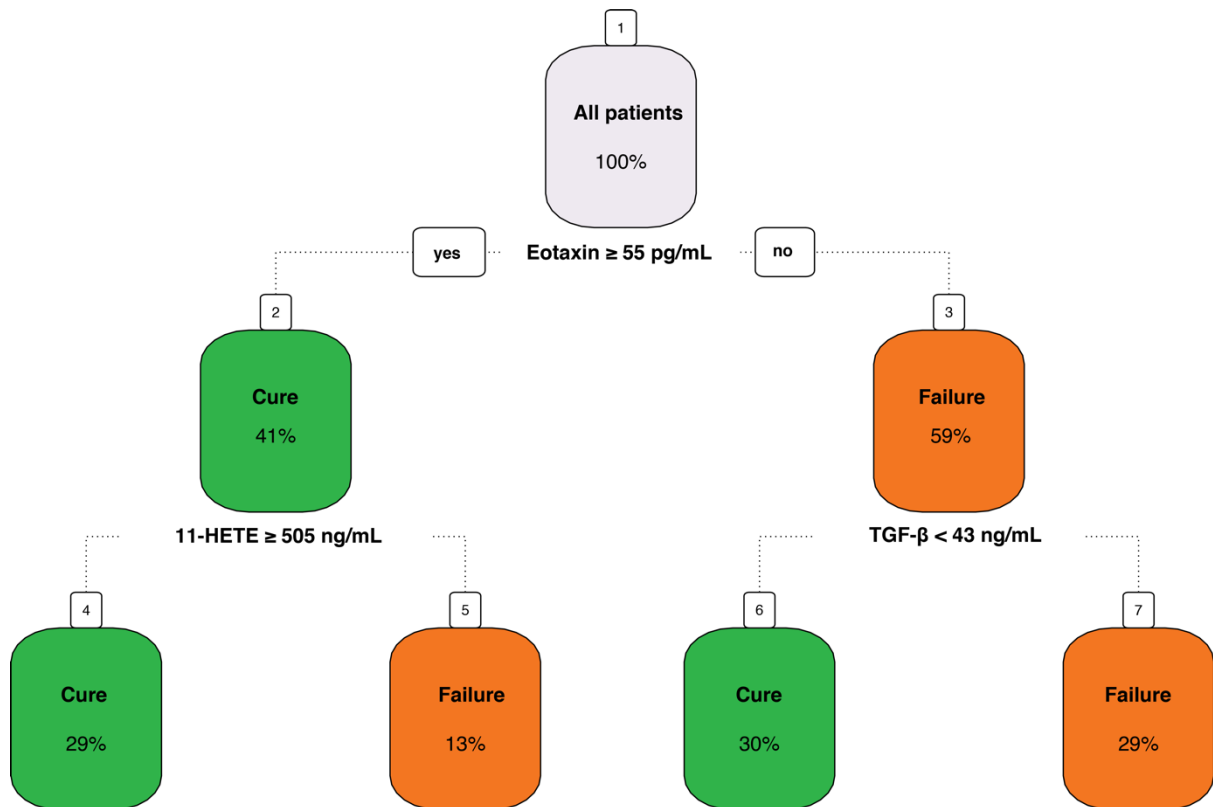 1
All patients
100%
yes
Eotaxin ≥ 55 pg/mL
no
2
3
Cure
41%
Failure
59%
11-HETE ≥ 505 ng/mL
TGF-β < 43 ng/mL
4
5
6
7
Cure
29%
Failure
13%
Cure
30%
Failure
29%